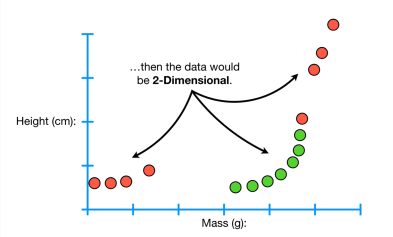 …then the data would
be 2-Dimensional.
Height (cm):
Mass (g):